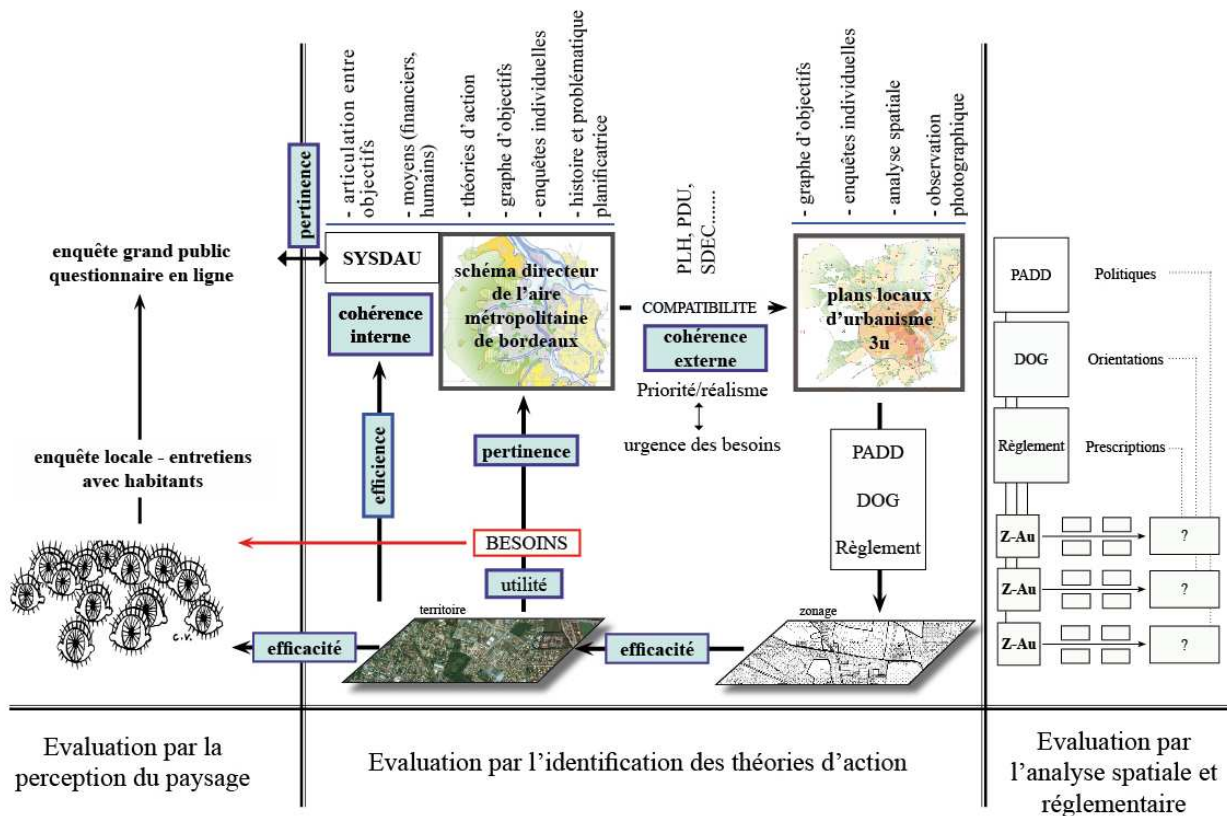 - articulation entre
objectifs
- moyens (financiers,
humains)
- théories d'action
- graphe d'objectifs
- enquêtes individuelles
- histoire et problématique
planificatrice
PLH, PDU,
SDEC.......
- graphe d'objectifs
- enquêtes individuelles
- analyse spatiale
- observation
photographique
pertinence
enquête grand public
questionnaire en ligne
SYSDAU
cohérence
interne
schéma directeur
de l'aire
métropolitaine
de bordeaux
COMPATIBILITE
cohérence
externe
Priorité/réalisme
urgence des besoins
plans locaux
d'urbanisme
3u
PADD
Politiques
DOG
Orientations
Règlement
Prescriptions
enquête locale - entretiens
avec habitants
efficience
pertinence
BESOINS
utilité
PADD
DOG
Règlement
Z-Au
?
Z-Au
?
Z-Au
?
C.V.
territoire
zonage
efficacité
efficacité
Evaluation par la
perception du paysage
Evaluation par l'identification des théories d'action
Evaluation par
l'analyse spatiale et
réglementaire